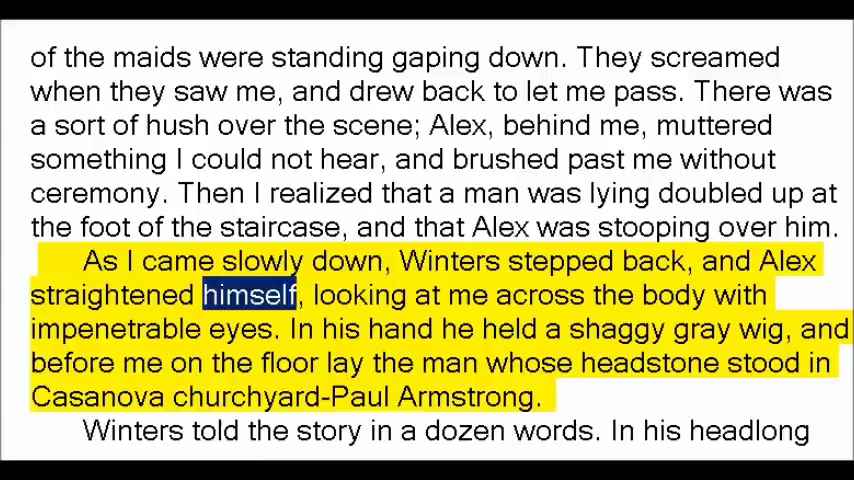 of the maids were standing gaping down. They screamed
when they saw me, and drew back to let me pass. There was
a sort of hush over the scene; Alex, behind me, muttered
something I could not hear, and brushed past me without
ceremony. Then I realized that a man was lying doubled up at
the foot of the staircase, and that Alex was stooping over him.
As I came slowly down, Winters stepped back, and Alex
straightened himself, looking at me across the body with
impenetrable eyes. In his hand he held a shaggy gray wig, and
before me on the floor lay the man whose headstone stood in
Casanova churchyard-Paul Armstrong.
Winters told the story in a dozen words. In his headlong